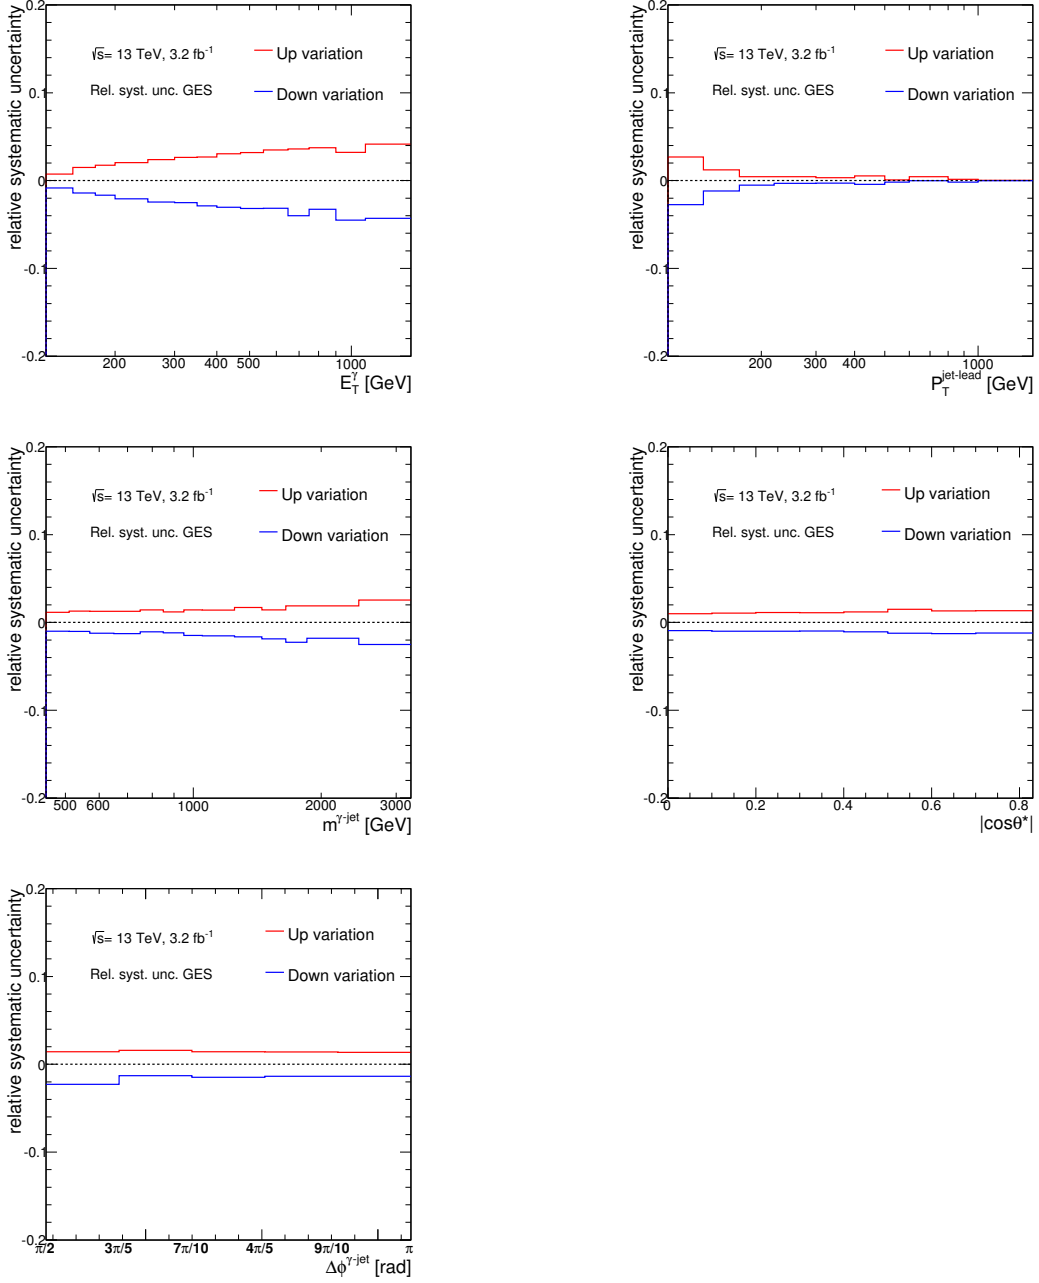 0.2
√s= 13 TeV, 3.2 fb-1
Up variation
Rel. syst. unc. GES
Down variation
0.1
0
-0.1
-0.2
relative systematic uncertainty
200 300 400 500 1000
E_T^γ [GeV]
0.2
√s= 13 TeV, 3.2 fb-1
Up variation
Rel. syst. unc. GES
Down variation
0.1
0
-0.1
-0.2
relative systematic uncertainty
200 300 400 1000
P_T^jet-lead [GeV]
0.2
√s= 13 TeV, 3.2 fb-1
Up variation
Rel. syst. unc. GES
Down variation
0.1
0
-0.1
-0.2
relative systematic uncertainty
500 600 1000 2000 3000
m^γ-jet [GeV]
0.2
√s= 13 TeV, 3.2 fb-1
Up variation
Rel. syst. unc. GES
Down variation
0.1
0
-0.1
-0.2
relative systematic uncertainty
0 0.2 0.4 0.6 0.8
|cosθ*|
0.2
√s= 13 TeV, 3.2 fb-1
Up variation
Rel. syst. unc. GES
Down variation
0.1
0
-0.1
-0.2
relative systematic uncertainty
π/2 3π/5 7π/10 4π/5 9π/10 π
Δϕ^γ-jet [rad]